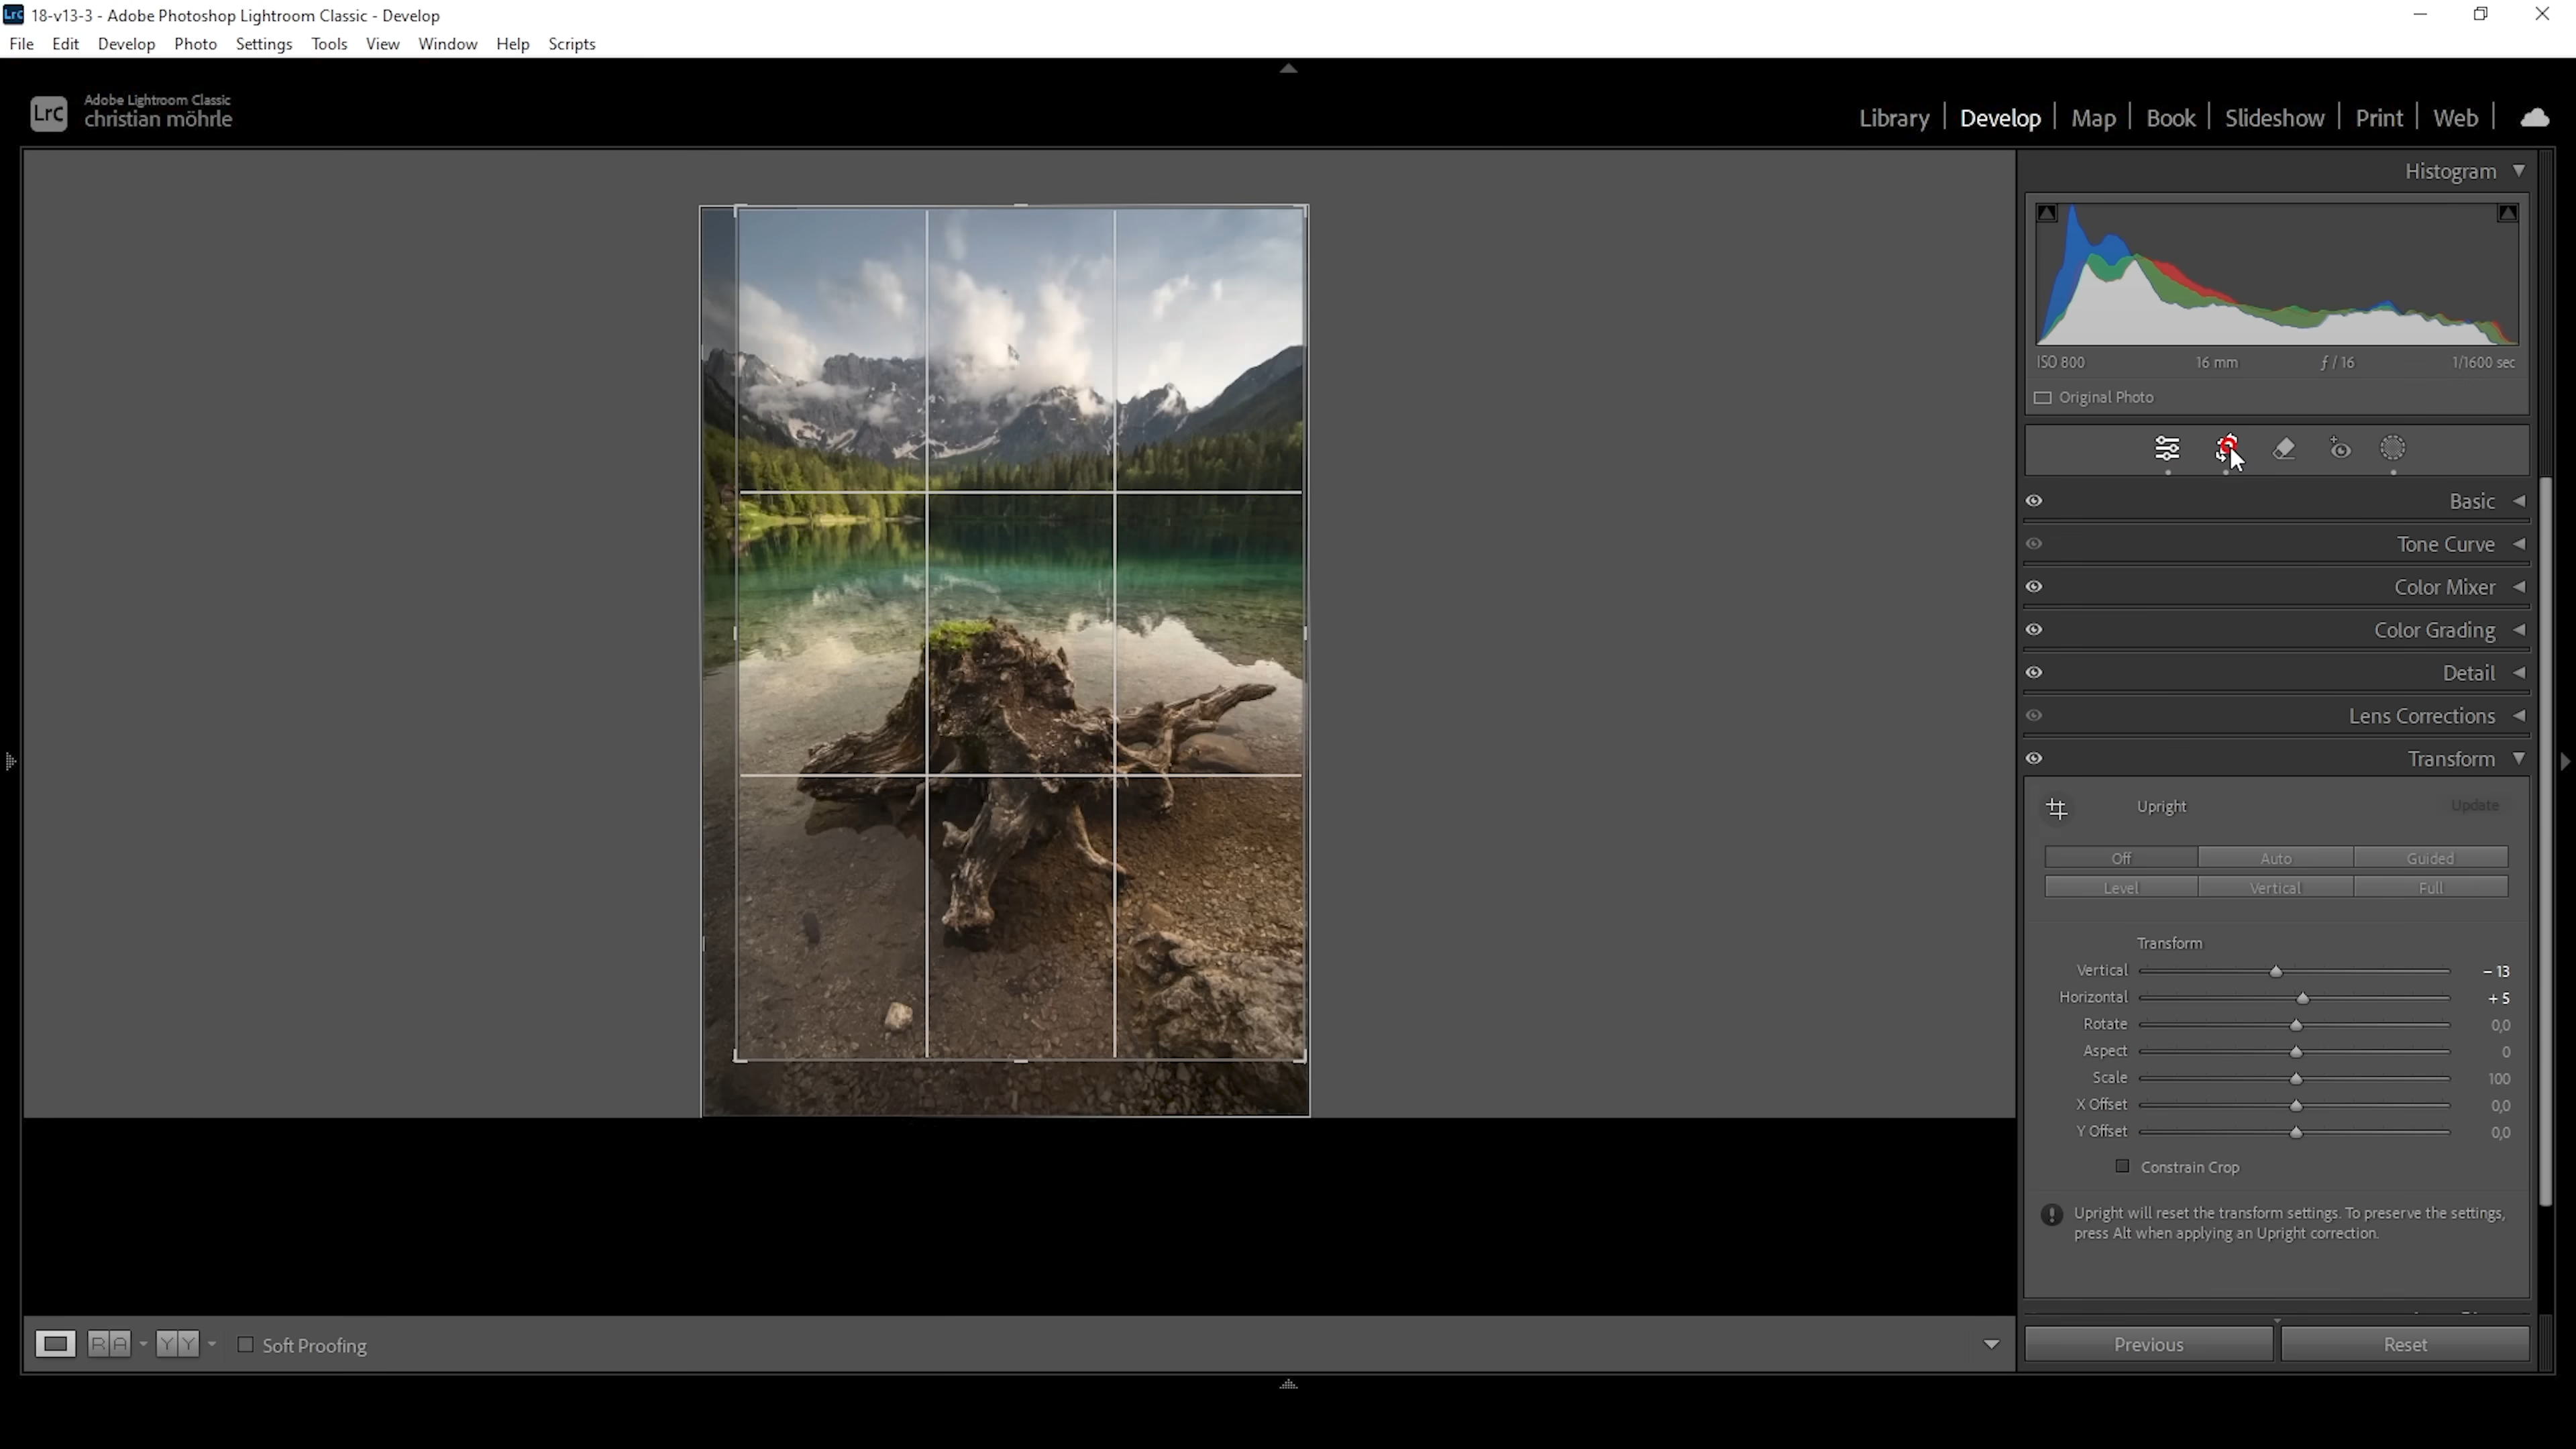 Lrc 18-v13-3 - Adobe Photoshop Lightroom Classic - Develop
File Edit Develop Photo Settings Tools View Window Help Scripts
Lrc
Adobe Lightroom Classic
christian möhrle
Library | Develop | Map | Book | Slideshow | Print | Web |
Histogram
ISO 800 16 mm ƒ / 16 1/1600 sec
Original Photo
Basic
Tone Curve
Color Mixer
Color Grading
Detail
Lens Corrections
Transform
Upright Update
Off Auto Guided
Level Vertical Full
Transform
Vertical – 13
Horizontal + 5
Rotate 0,0
Aspect 0
Scale 100
X Offset 0,0
Y Offset 0,0
Constrain Crop
Upright will reset the transform settings. To preserve the settings,
press Alt when applying an Upright correction.
R A Y Y Soft Proofing
Previous Reset